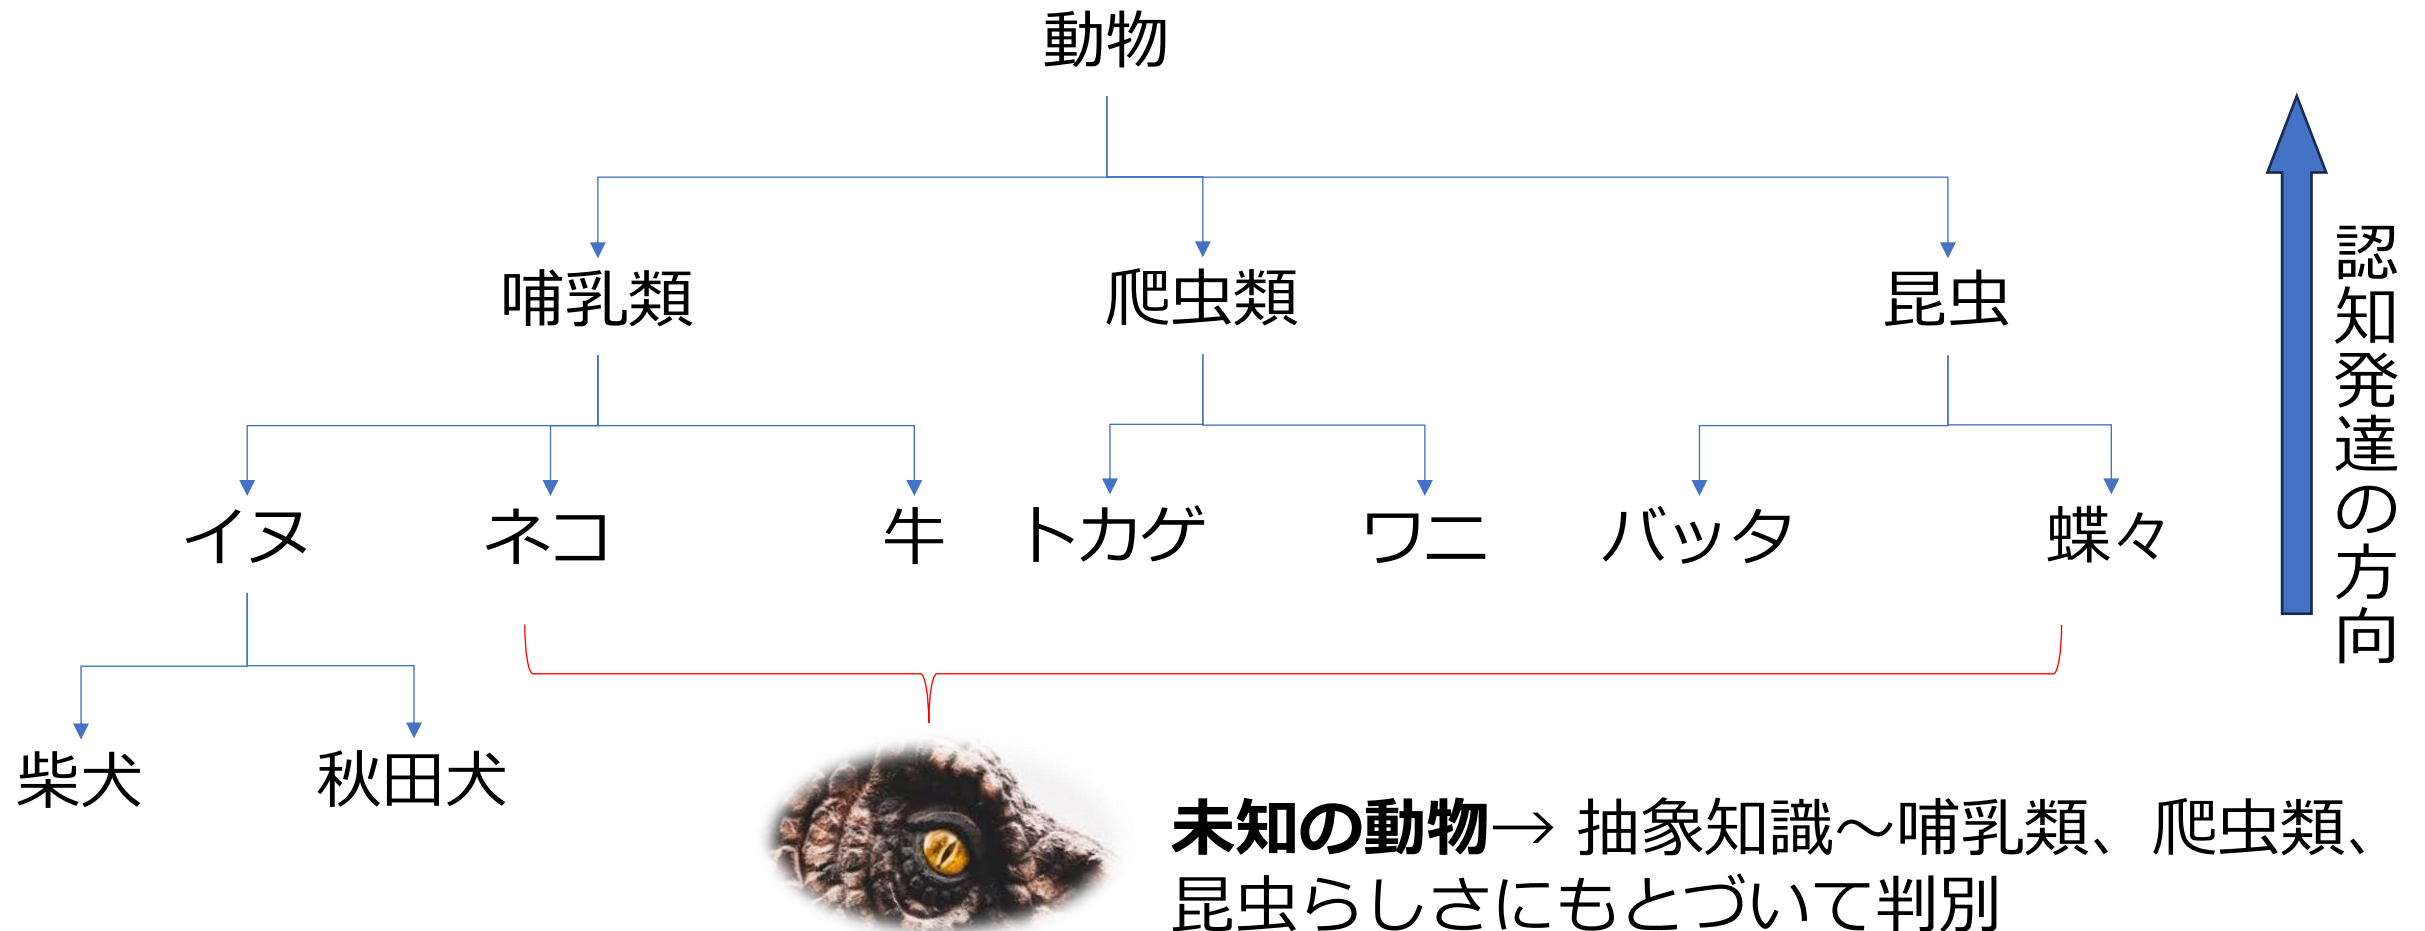 動物
哺乳類
爬虫類
昆虫
イヌ
ネコ
牛
トカゲ
ワニ
バッタ
蝶々
柴犬
秋田犬
認知発達の方向
未知の動物→ 抽象知識～哺乳類、爬虫類、
昆虫らしさにもとづいて判別